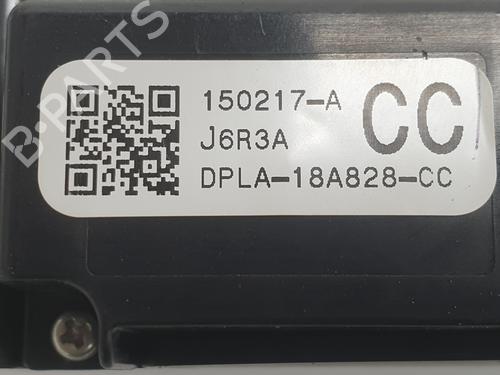 B-PARTS
150217-A
CC
J6R3A
DPLA-18A828-CC